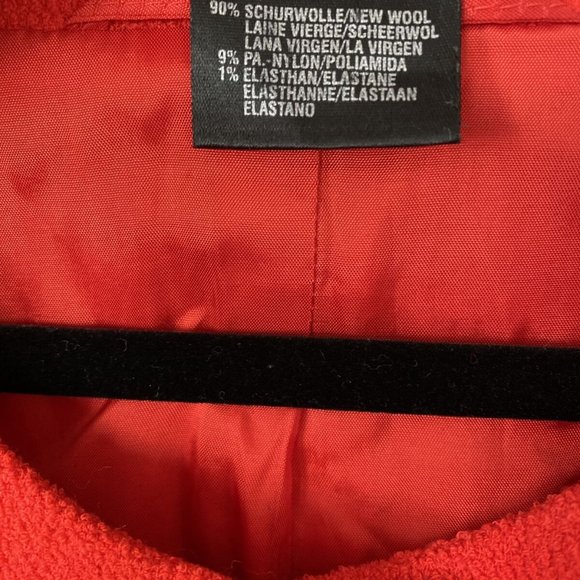 90% SCHURWOLLE/NEW WOOL
LAINE VIERGE/SCHEERWOL
LANA VIRGEN/LA VIRGEN
9% PA.-NYLON/POLIAMIDA
1% ELASTHAN/ELASTANE
ELASTHANNE/ELASTAAN
ELASTANO